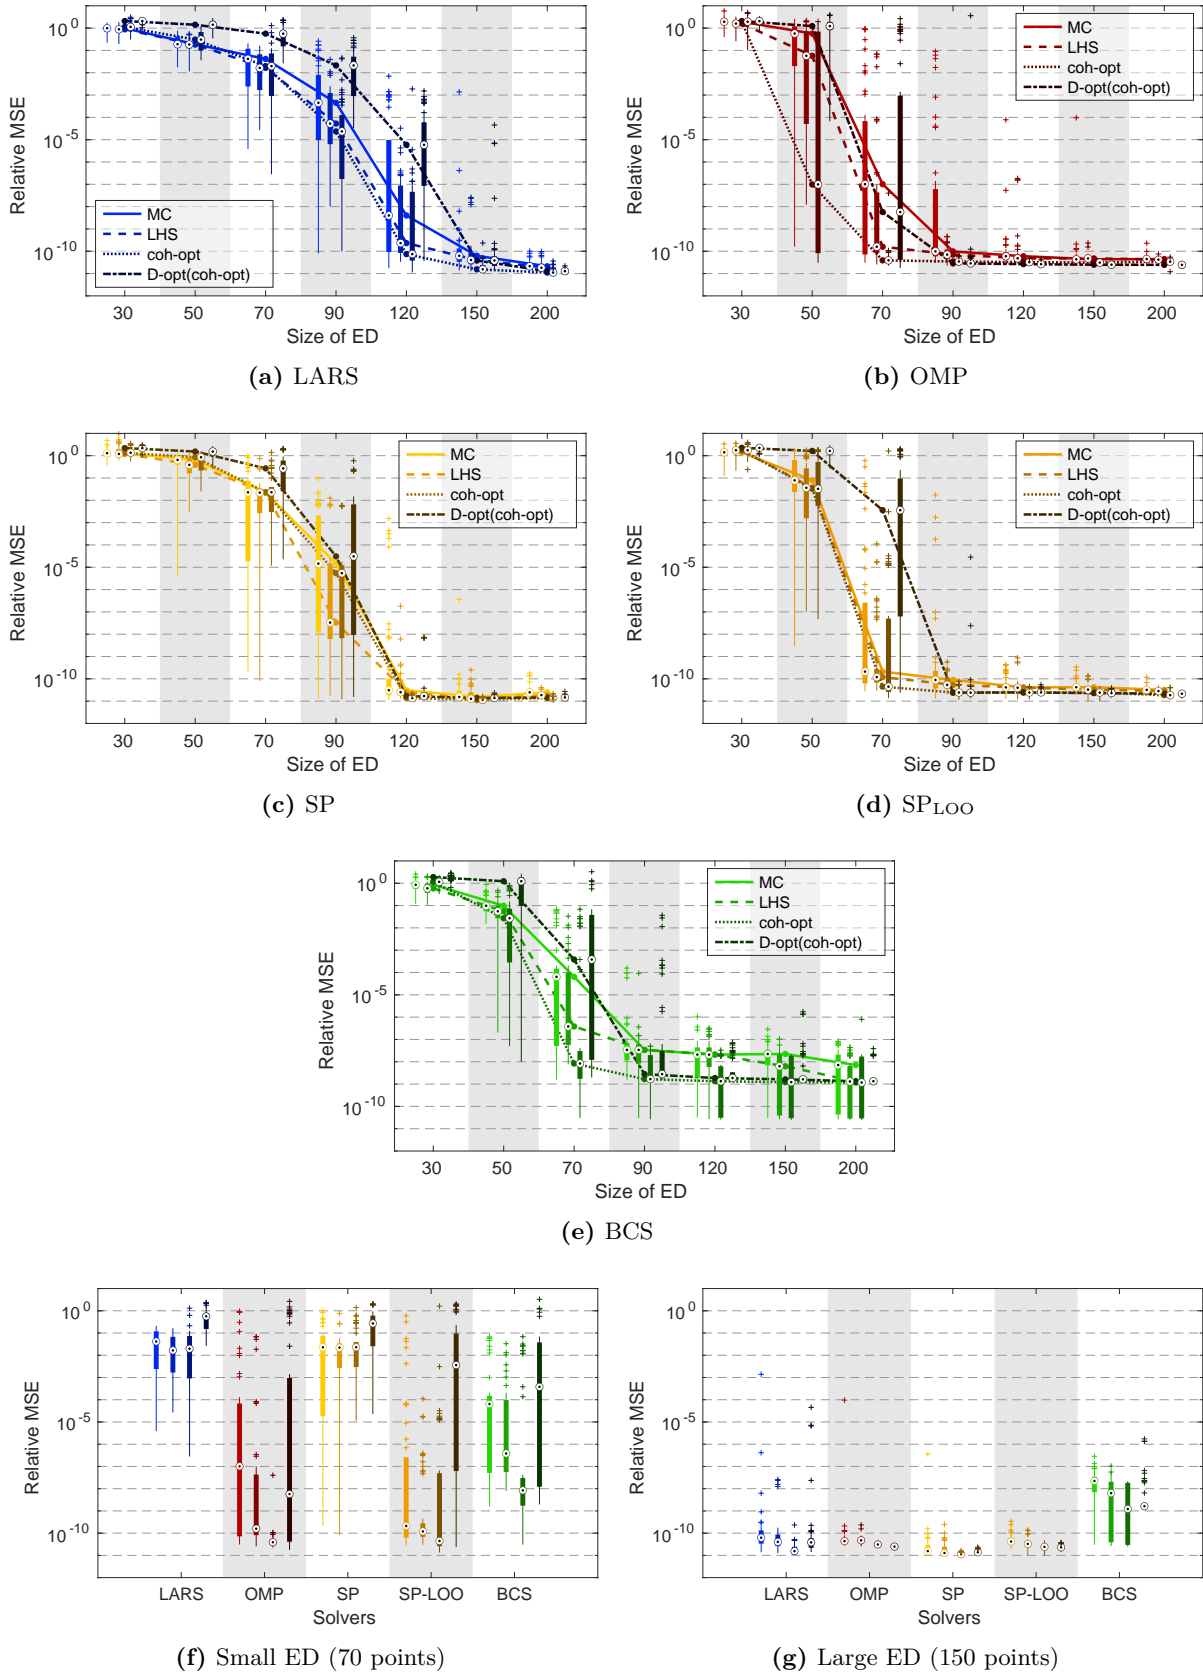 10^0
10^-5
10^-10
Relative MSE
MC
LHS
coh-opt
D-opt(coh-opt)
30 50 70 90 120 150 200
Size of ED
(a) LARS
10^0
10^-5
10^-10
Relative MSE
MC
LHS
coh-opt
D-opt(coh-opt)
30 50 70 90 120 150 200
Size of ED
(b) OMP
10^0
10^-5
10^-10
Relative MSE
MC
LHS
coh-opt
D-opt(coh-opt)
30 50 70 90 120 150 200
Size of ED
(c) SP
10^0
10^-5
10^-10
Relative MSE
MC
LHS
coh-opt
D-opt(coh-opt)
30 50 70 90 120 150 200
Size of ED
(d) SP_LOO
10^0
10^-5
10^-10
Relative MSE
MC
LHS
coh-opt
D-opt(coh-opt)
30 50 70 90 120 150 200
Size of ED
(e) BCS
10^0
10^-5
10^-10
Relative MSE
LARS OMP SP SP-LOO BCS
Solvers
(f) Small ED (70 points)
10^0
10^-5
10^-10
Relative MSE
LARS OMP SP SP-LOO BCS
Solvers
(g) Large ED (150 points)